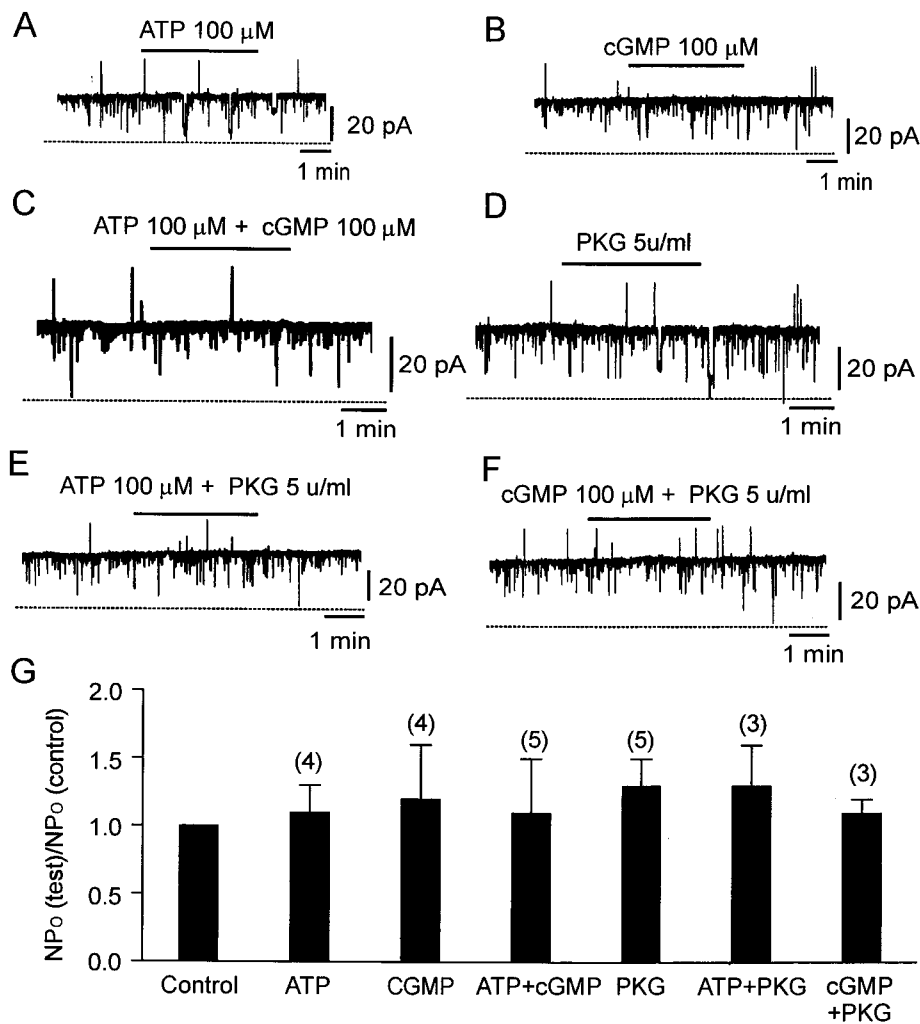 A
ATP 100 μM
20 pA
1 min
B
cGMP 100 μM
20 pA
1 min
C
ATP 100 μM + cGMP 100 μM
20 pA
1 min
D
PKG 5u/ml
20 pA
1 min
E
ATP 100 μM + PKG 5 u/ml
20 pA
1 min
F
cGMP 100 μM + PKG 5 u/ml
20 pA
1 min
G
NPo (test)/NPo (control)
2.0
1.5
1.0
0.5
0.0
(4)
(4)
(5)
(5)
(3)
(3)
Control
ATP
CGMP
ATP+cGMP
PKG
ATP+PKG
cGMP
+PKG